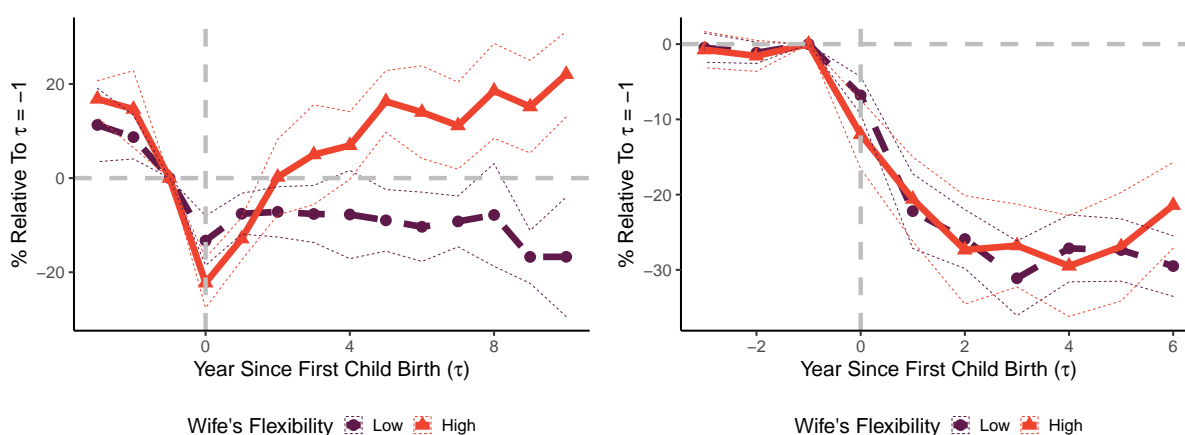 % Relative To τ = −1
20
0
−20
0
4
8
Year Since First Child Birth (τ)
Wife's Flexibility Low High
% Relative To τ = −1
0
−10
−20
−30
−2
0
2
4
6
Year Since First Child Birth (τ)
Wife's Flexibility Low High